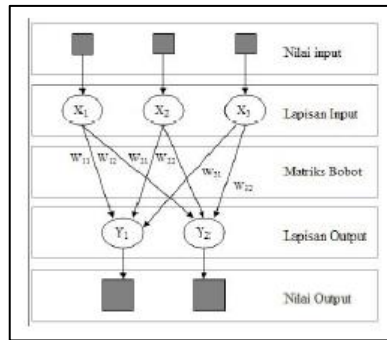 Nilai input
X1 X2 X3 Lapisan Input
W11 W12 W21 W22 W31 W32 Matriks Bobot
Y1 Y2 Lapisan Output
Nilai Output